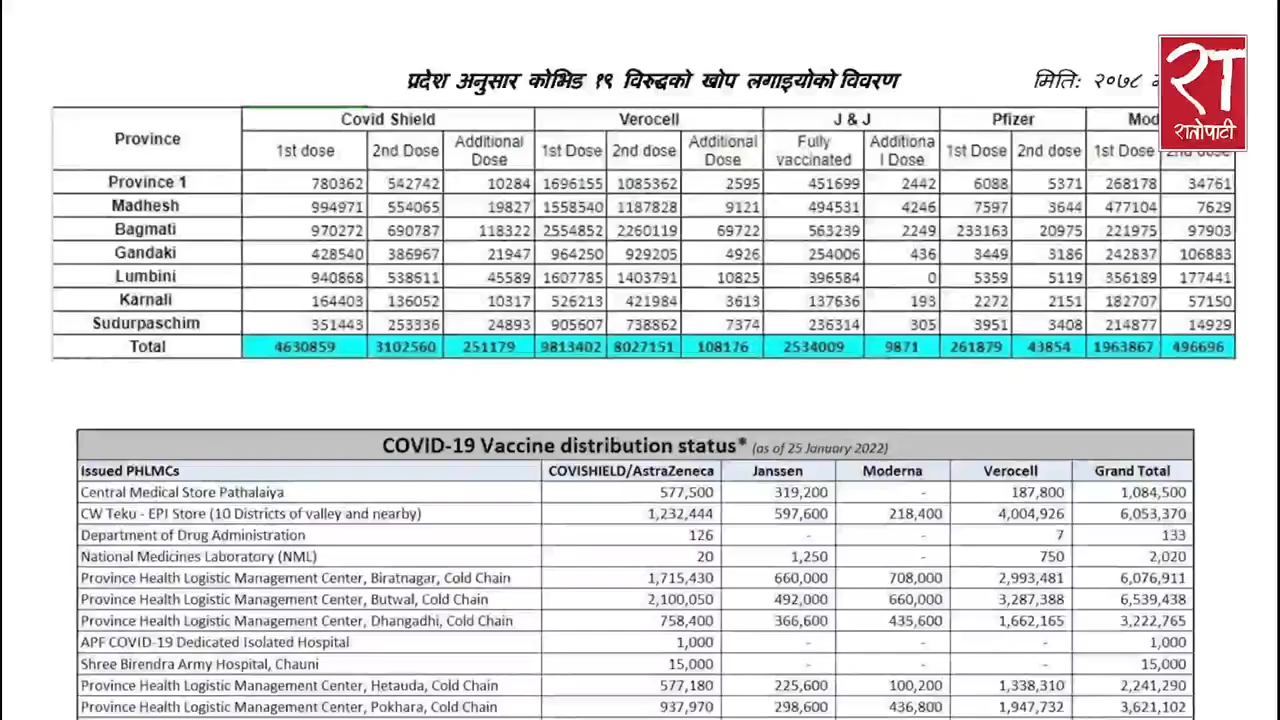 प्रदेश अनुसार कोभिड १९ विरुद्धको खोप लगाइयोको विवरण मितिः २०७८
रातोपाटी
Province Covid Shield Verocell J & J Pfizer Mod
1st dose 2nd Dose Additional Dose 1st Dose 2nd dose Additional Dose Fully vaccinated Additiona l Dose 1st Dose 2nd dose 1st Dose 2nd dose
Province 1 780362 542742 10284 1696155 1085362 2595 451699 2442 6088 5371 268178 34761
Madhesh 994971 554065 19827 1558540 1187828 9121 494531 4246 7597 3644 477104 7629
Bagmati 970272 690787 118322 2554852 2260119 69722 563239 2249 233163 20975 221975 97903
Gandaki 428540 386967 21947 964250 929205 4926 254006 436 3449 3186 242837 106883
Lumbini 940868 538611 45589 1607785 1403791 10825 396584 0 5359 5119 356189 177441
Karnali 164403 136052 10317 526213 421984 3613 137636 193 2272 2151 182707 57150
Sudurpaschim 351443 253336 24893 905607 738862 7374 236314 305 3951 3408 214877 14929
Total 4630859 3102560 251179 9813402 8027151 108176 2534009 9871 261879 43854 1963867 496696
COVID-19 Vaccine distribution status* (as of 25 January 2022)
Issued PHLMCs COVISHIELD/AstraZeneca Janssen Moderna Verocell Grand Total
Central Medical Store Pathalaiya 577,500 319,200 - 187,800 1,084,500
CW Teku - EPI Store (10 Districts of valley and nearby) 1,232,444 597,600 218,400 4,004,926 6,053,370
Department of Drug Administration 126 - - 7 133
National Medicines Laboratory (NML) 20 1,250 - 750 2,020
Province Health Logistic Management Center, Biratnagar, Cold Chain 1,715,430 660,000 708,000 2,993,481 6,076,911
Province Health Logistic Management Center, Butwal, Cold Chain 2,100,050 492,000 660,000 3,287,388 6,539,438
Province Health Logistic Management Center, Dhangadhi, Cold Chain 758,400 366,600 435,600 1,662,165 3,222,765
APF COVID-19 Dedicated Isolated Hospital 1,000 - - - 1,000
Shree Birendra Army Hospital, Chauni 15,000 - - - 15,000
Province Health Logistic Management Center, Hetauda, Cold Chain 577,180 225,600 100,200 1,338,310 2,241,290
Province Health Logistic Management Center, Pokhara, Cold Chain 937,970 298,600 436,800 1,947,732 3,621,102